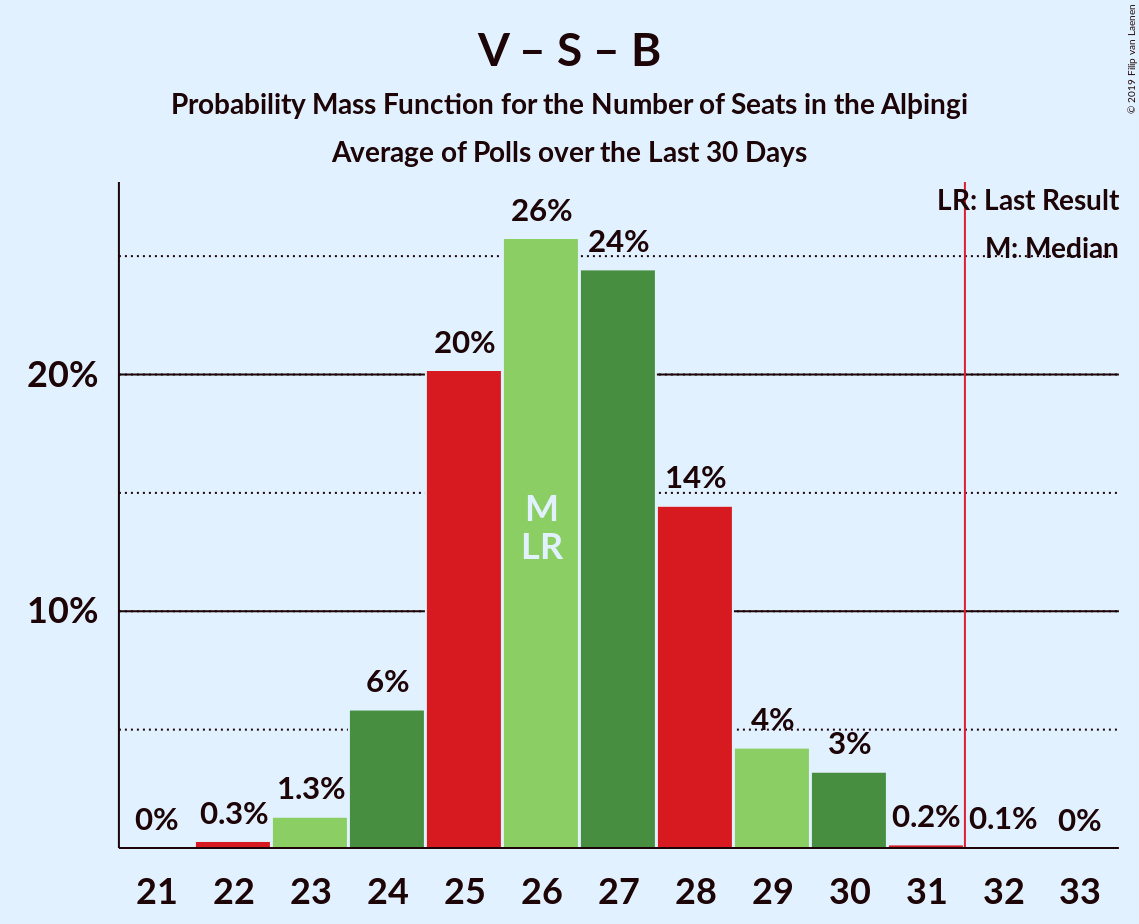 V – S – B
Probability Mass Function for the Number of Seats in the Alþingi
Average of Polls over the Last 30 Days
© 2019 Filip van Laenen
LR: Last Result
M: Median
26%
24%
20%
20%
14%
M
LR
10%
6%
4%
3%
1.3%
0%
0.3%
0.2%
0.1%
0%
21 22 23 24 25 26 27 28 29 30 31 32 33